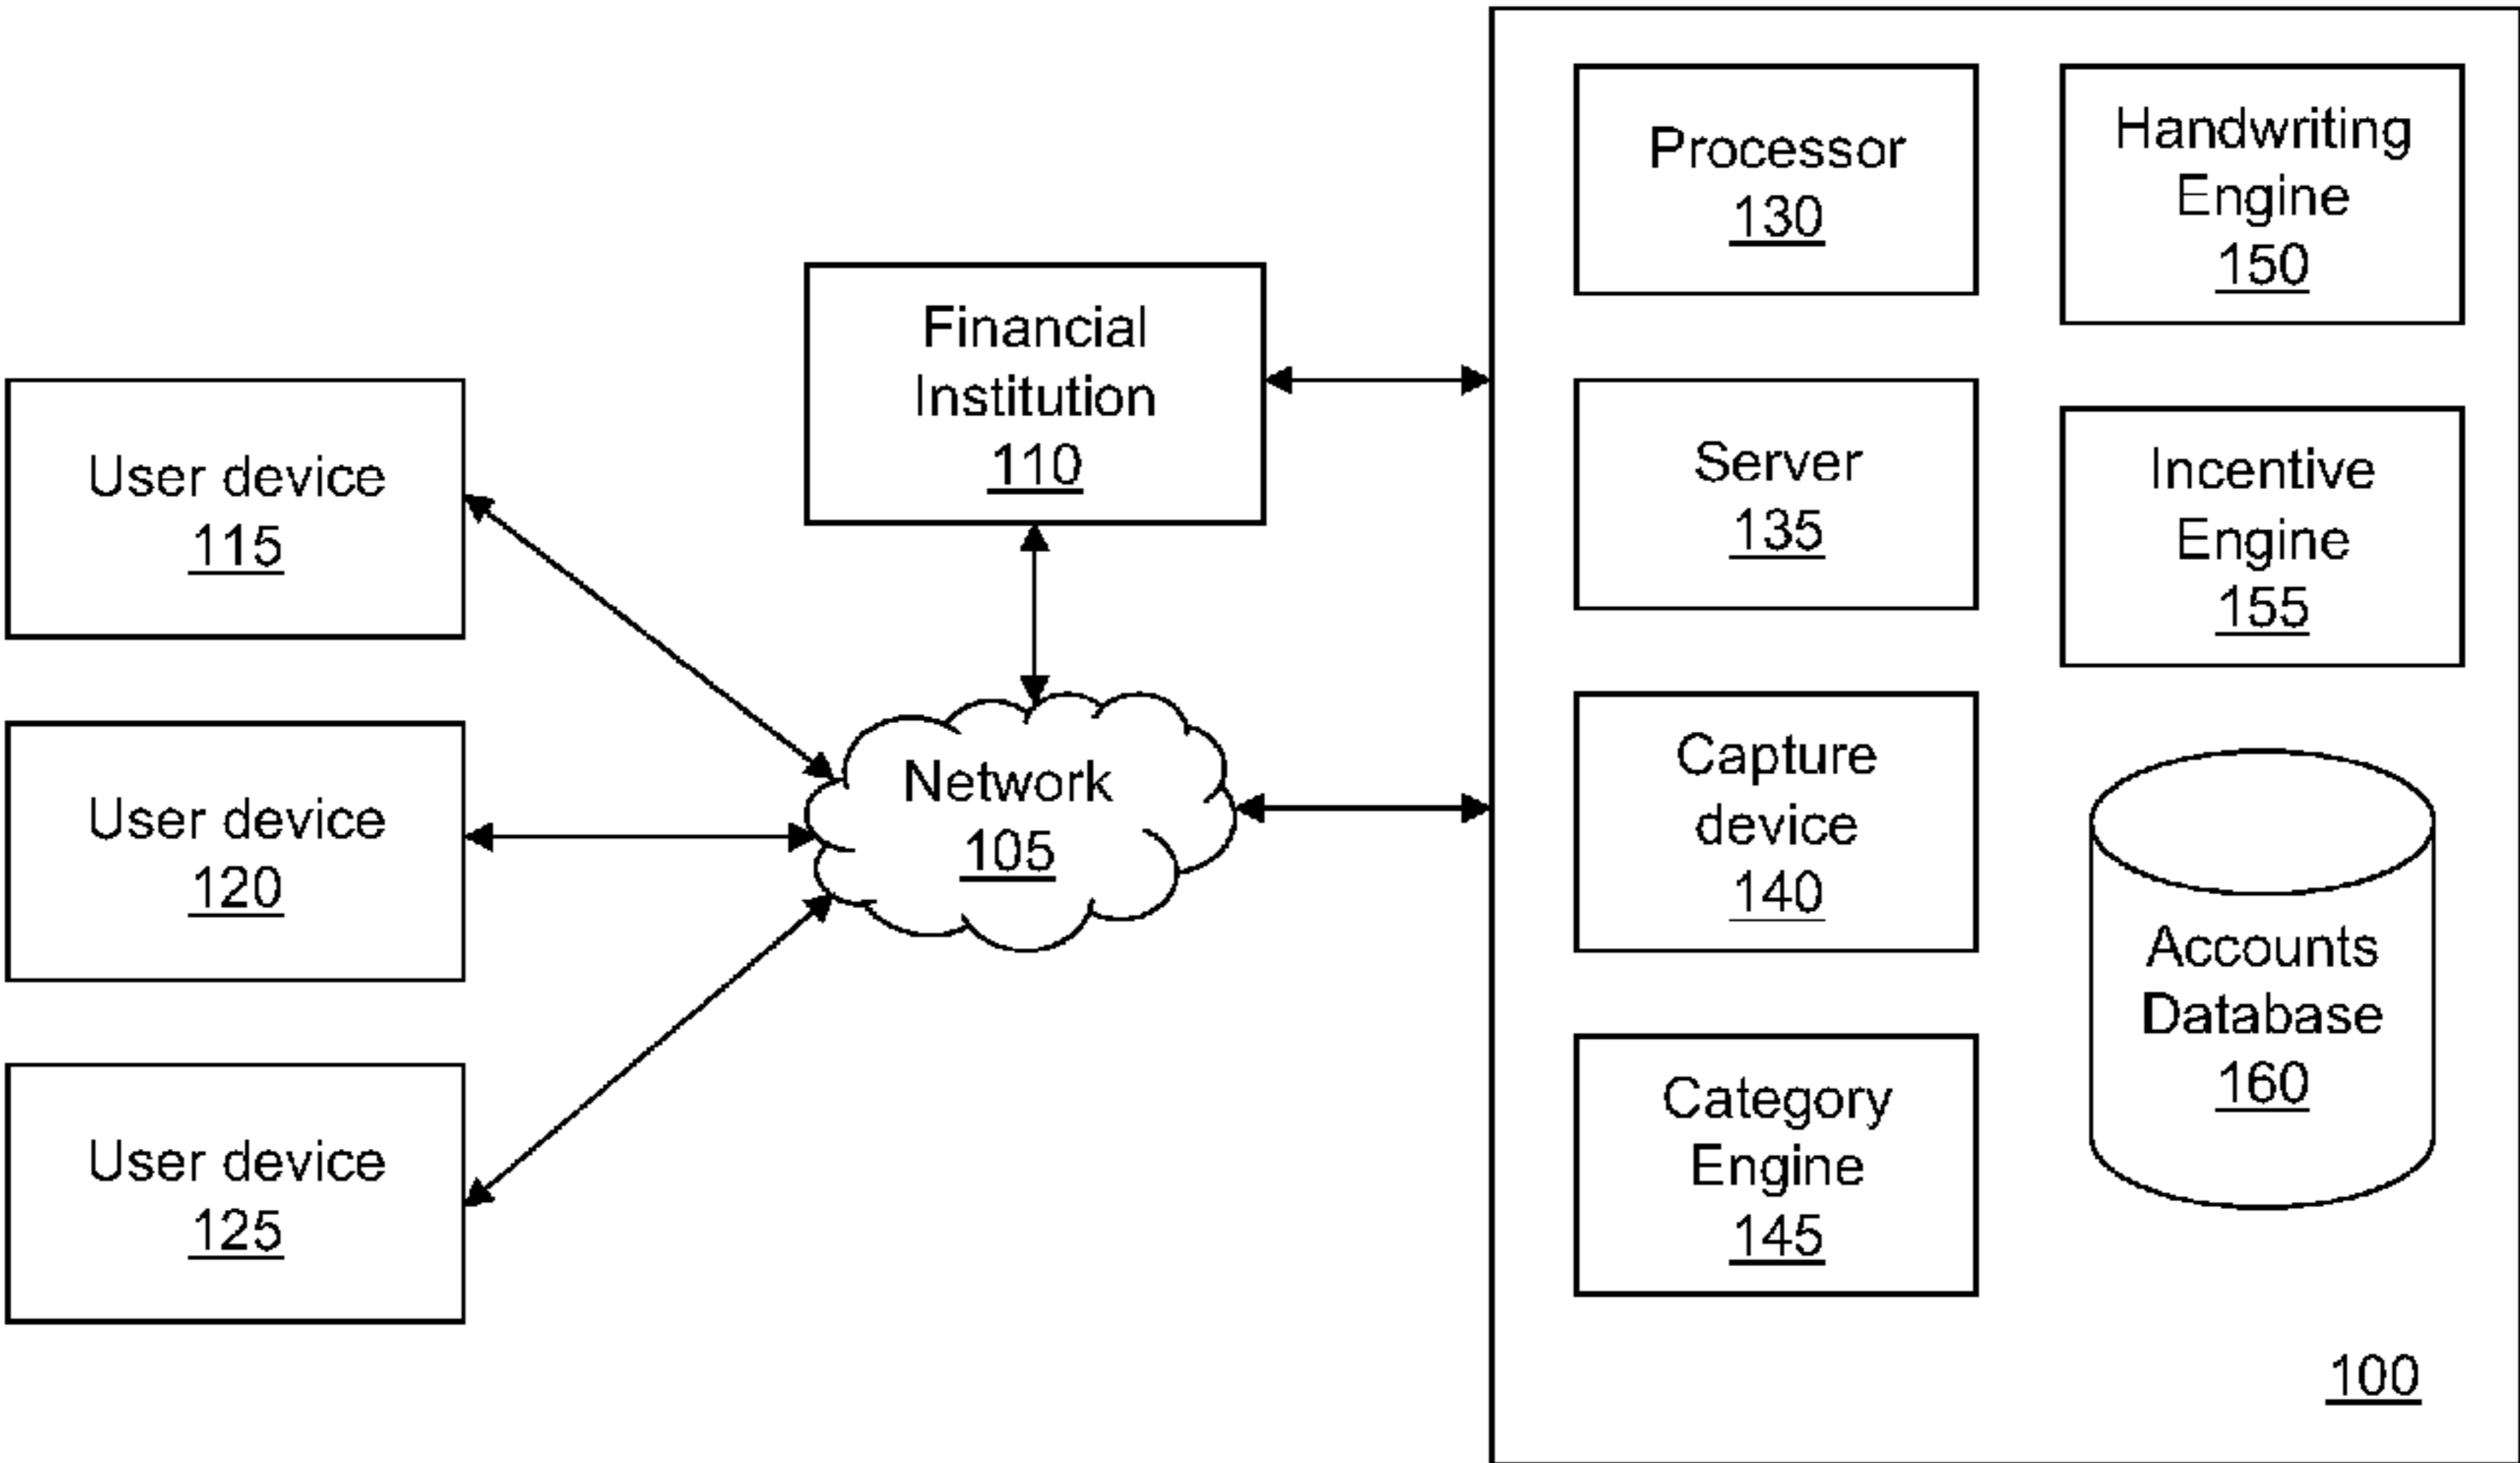 User device
115
User device
120
User device
125
Financial
Institution
110
Network
105
Processor
130
Server
135
Capture
device
140
Category
Engine
145
Handwriting
Engine
150
Incentive
Engine
155
Accounts
Database
160
100